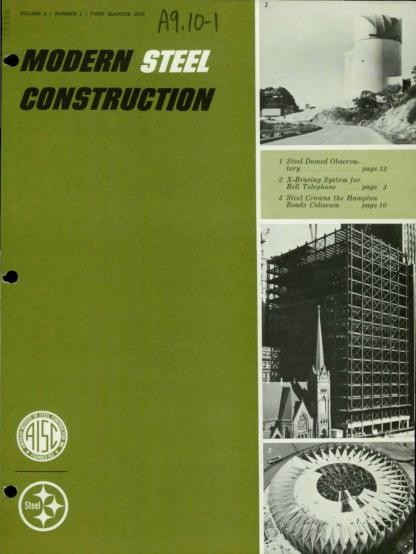 VOLUME X / NUMBER 1 / FIRST QUARTER 1970
A9.10-1
MODERN STEEL
CONSTRUCTION
1
1 Steel Domed Observa-
tory page 12
2 X-Bracing System for
Bell Telephone page 3
3 Steel Crowns the Hampton
Roads Coliseum page 10
AISC
Steel
3